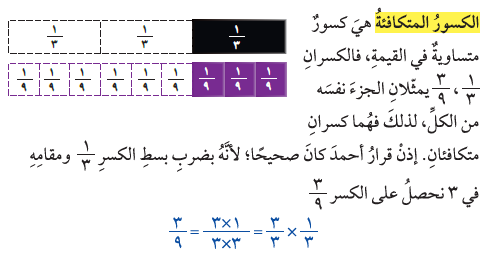 ١/٣ ١/٣ ١/٣
١/٩ ١/٩ ١/٩ ١/٩ ١/٩ ١/٩ ١/٩ ١/٩ ١/٩
الكسورُ المتكافئةُ هيَ كسورٌ
متساويةٌ في القيمةِ، فالكسرانِ
١/٣ ، ٣/٩ يمثّلانِ الجزءَ نفسَه
من الكلِّ، لذلكَ فهُما كسرانِ
متكافئانِ. إذنْ قرارُ أحمدَ كانَ صحيحًا؛ لأنَّهُ بضربِ بسطِ الكسرِ ١/٣ ومقامِهِ
في ٣ نحصلُ على الكسر ٣/٩
١/٣ × ٣/٣ = ٣×١/٣×٣ = ٣/٩